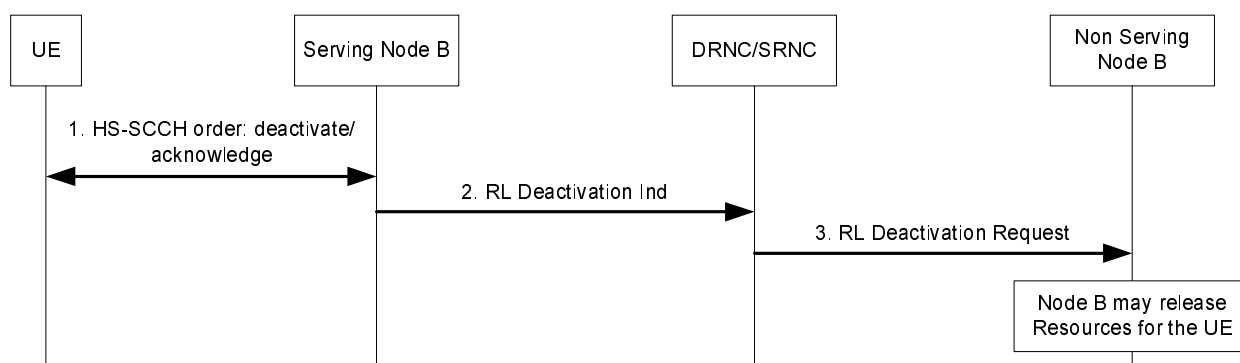 UE
Serving Node B
DRNC/SRNC
Non Serving
Node B
1. HS-SCCH order: deactivate/
acknowledge
2. RL Deactivation Ind
3. RL Deactivation Request
Node B may release
Resources for the UE